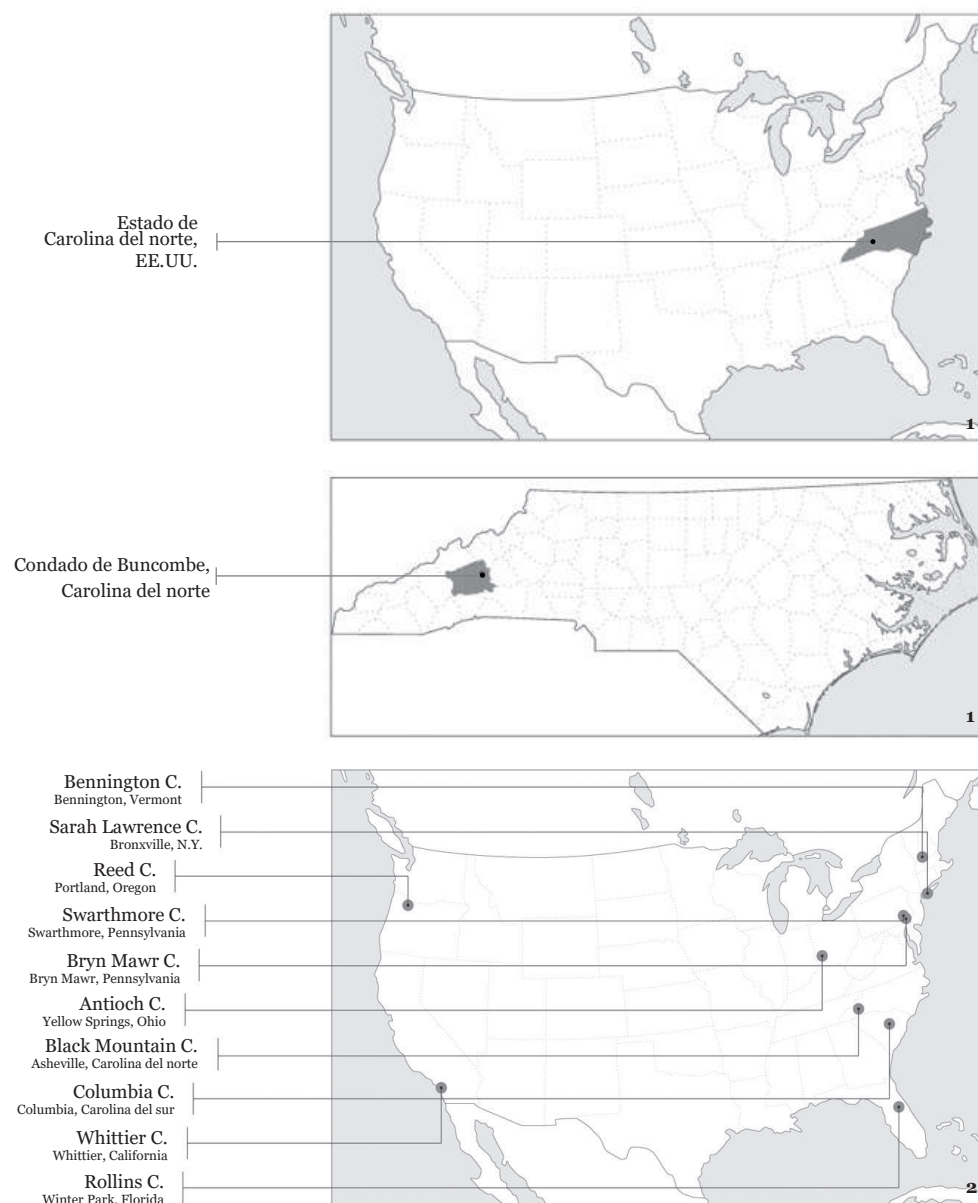 Estado de
Carolina del norte,
EE.UU.
1
Condado de Buncombe,
Carolina del norte
1
Bennington C.
Bennington, Vermont
Sarah Lawrence C.
Bronxville, N.Y.
Reed C.
Portland, Oregon
Swarthmore C.
Swarthmore, Pennsylvania
Bryn Mawr C.
Bryn Mawr, Pennsylvania
Antioch C.
Yellow Springs, Ohio
Black Mountain C.
Asheville, Carolina del norte
Columbia C.
Columbia, Carolina del sur
Whittier C.
Whittier, California
Rollins C.
Winter Park, Florida
2